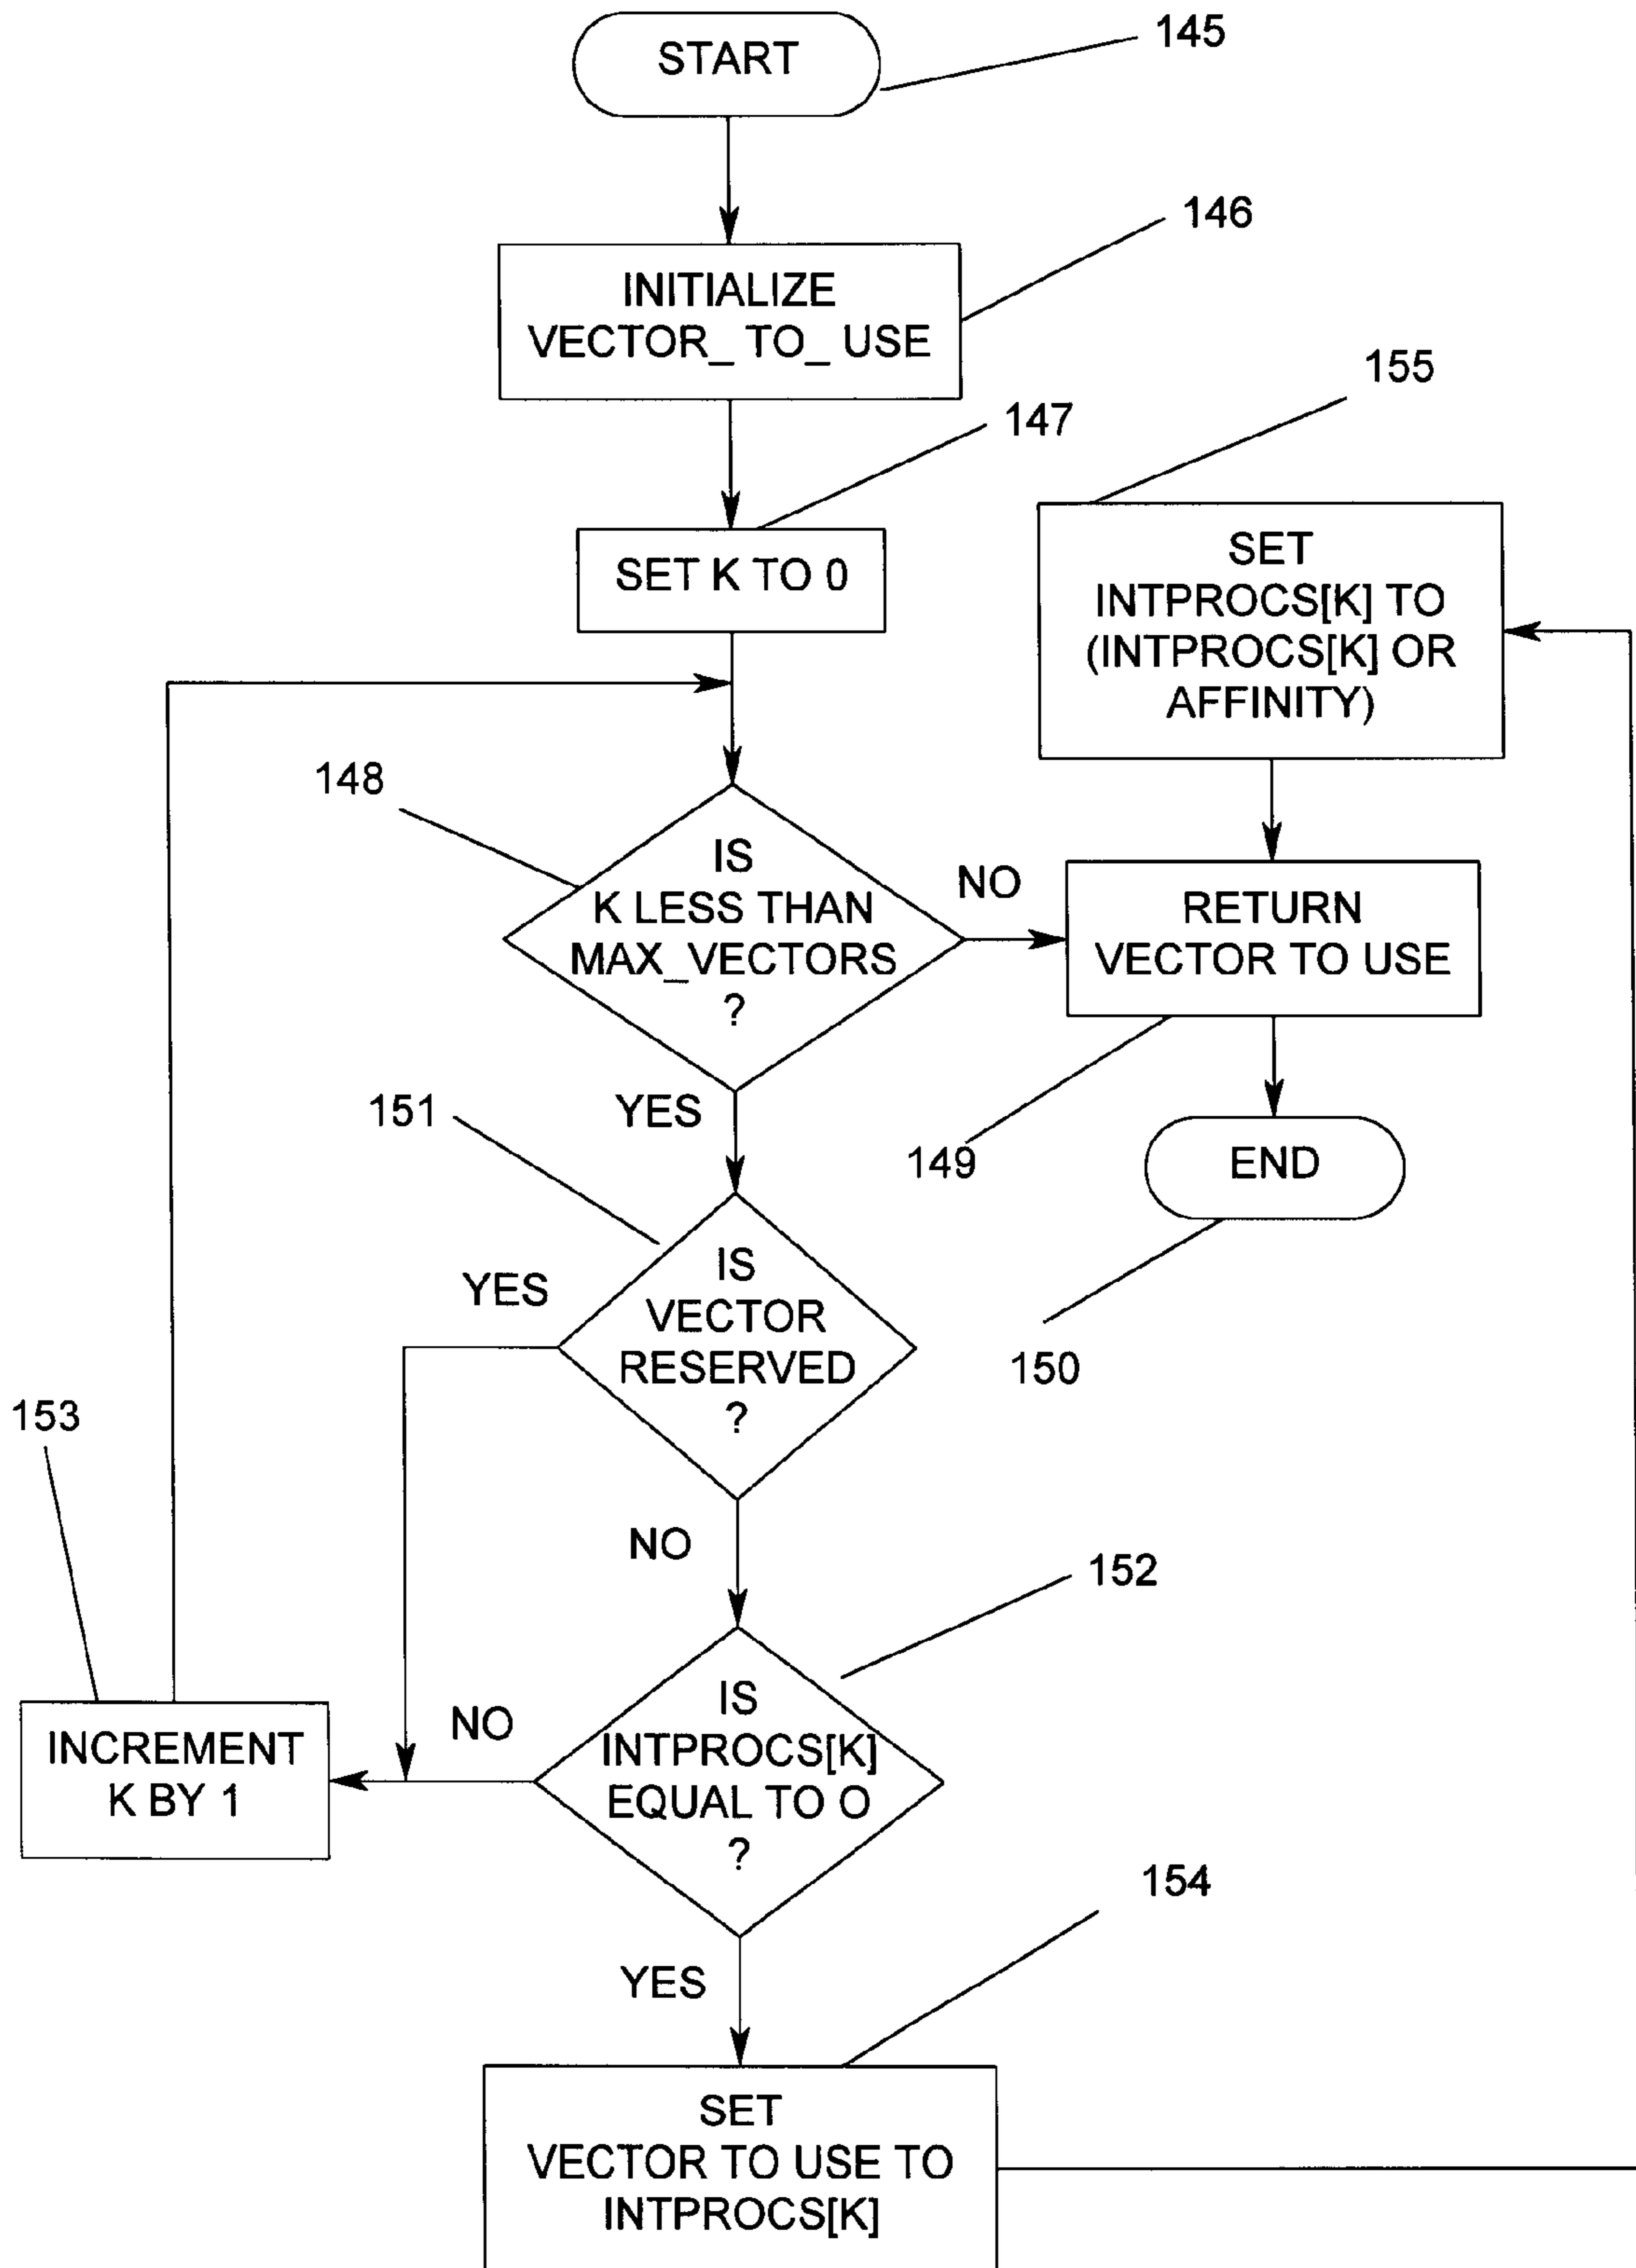 START
145
INITIALIZE
VECTOR_ TO_ USE
146
147
SET K TO 0
155
SET
INTPROCS[K] TO
(INTPROCS[K] OR
AFFINITY)
148
IS
K LESS THAN
MAX_VECTORS
?
NO
RETURN
VECTOR TO USE
YES
149
END
150
151
IS
VECTOR
RESERVED
?
YES
NO
153
152
INCREMENT
K BY 1
NO
IS
INTPROCS[K]
EQUAL TO O
?
YES
154
SET
VECTOR TO USE TO
INTPROCS[K]